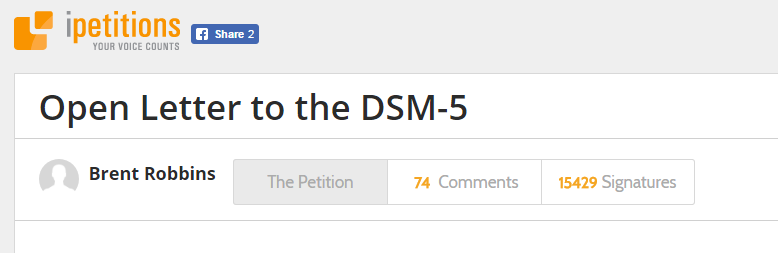 ipetitions
YOUR VOICE COUNTS
f Share 2
Open Letter to the DSM-5
Brent Robbins
The Petition
74 Comments
15429 Signatures